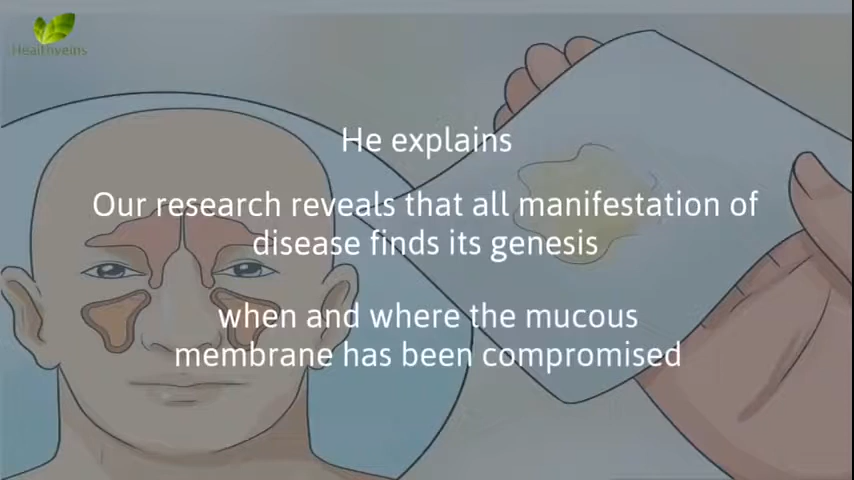 Healthveins
He explains
Our research reveals that all manifestation of
disease finds its genesis
when and where the mucous
membrane has been compromised